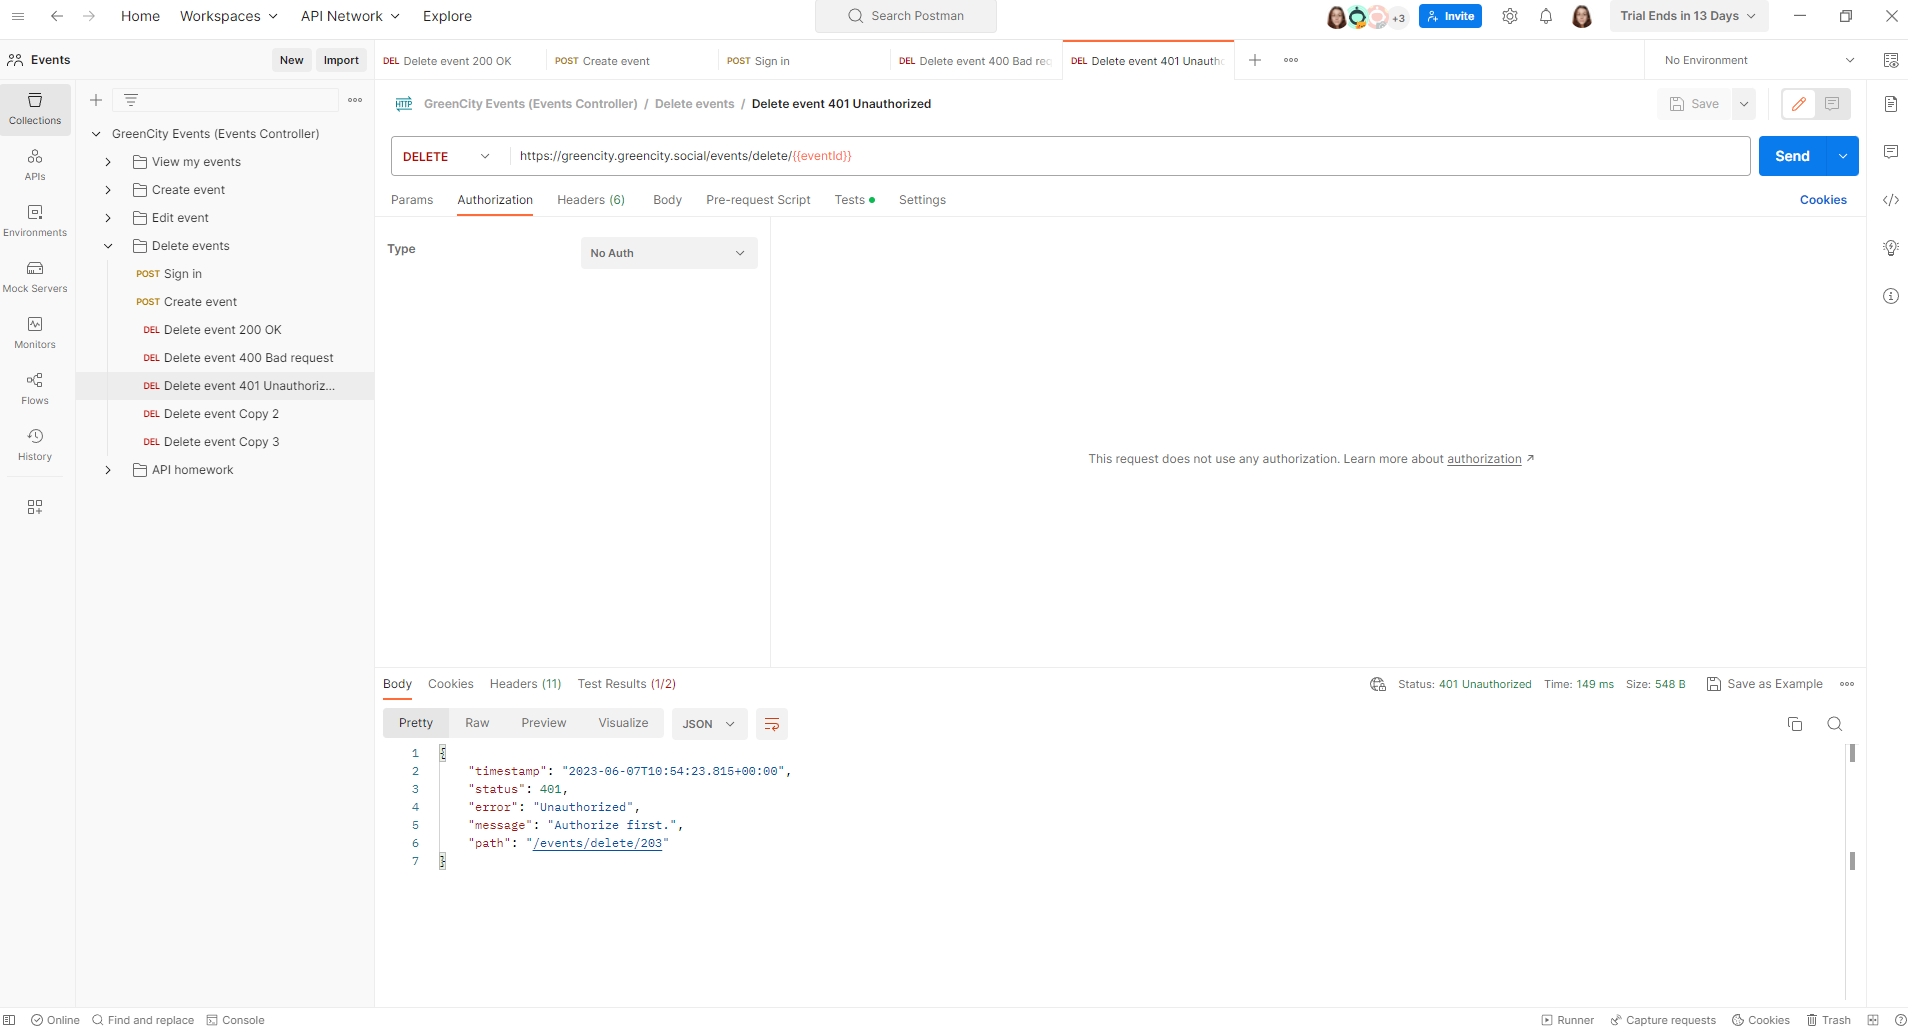 Home Workspaces API Network Explore
Search Postman
+3 Invite Trial Ends in 13 Days
Events New Import
DEL Delete event 200 OK POST Create event POST Sign in DEL Delete event 400 Bad req DEL Delete event 401 Unautho
No Environment
Collections
APIs
Environments
Mock Servers
Monitors
Flows
History
GreenCity Events (Events Controller)
View my events
Create event
Edit event
Delete events
POST Sign in
POST Create event
DEL Delete event 200 OK
DEL Delete event 400 Bad request
DEL Delete event 401 Unauthoriz...
DEL Delete event Copy 2
DEL Delete event Copy 3
API homework
HTTP GreenCity Events (Events Controller) / Delete events / Delete event 401 Unauthorized
Save
DELETE https://greencity.greencity.social/events/delete/{{eventId}} Send
Params Authorization Headers (6) Body Pre-request Script Tests Settings Cookies
Type No Auth
This request does not use any authorization. Learn more about authorization ↗
Body Cookies Headers (11) Test Results (1/2) Status: 401 Unauthorized Time: 149 ms Size: 548 B Save as Example
Pretty Raw Preview Visualize JSON
1 {
2 "timestamp": "2023-06-07T10:54:23.815+00:00",
3 "status": 401,
4 "error": "Unauthorized",
5 "message": "Authorize first.",
6 "path": "/events/delete/203"
7 }
Online Find and replace Console Runner Capture requests Cookies Trash